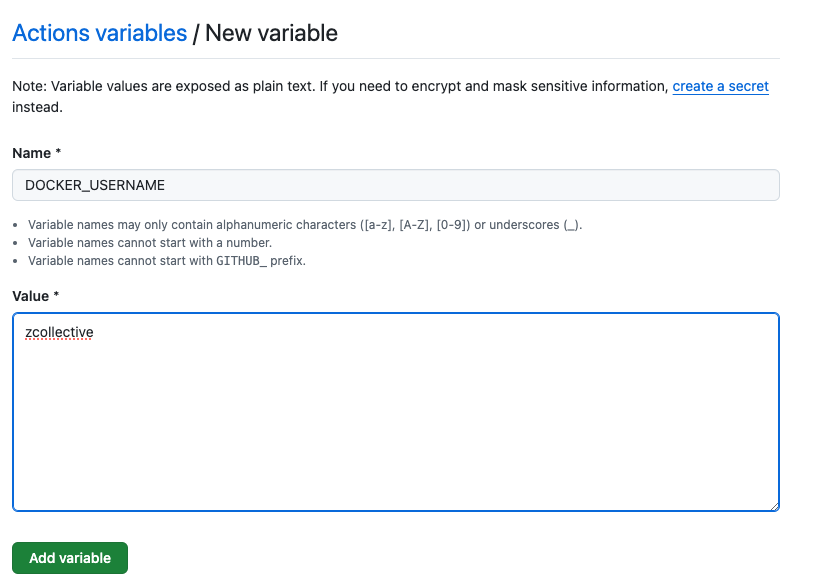 Actions variables / New variable
Note: Variable values are exposed as plain text. If you need to encrypt and mask sensitive information, create a secret
instead.
Name *
DOCKER_USERNAME
• Variable names may only contain alphanumeric characters ([a-z], [A-Z], [0-9]) or underscores (_).
• Variable names cannot start with a number.
• Variable names cannot start with GITHUB_ prefix.
Value *
zcollective
Add variable